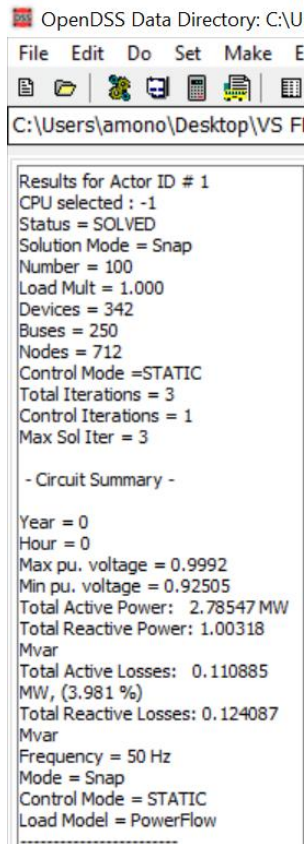 OpenDSS Data Directory: C:\U
File Edit Do Set Make E
C:\Users\amono\Desktop\VS F
Results for Actor ID # 1
CPU selected : -1
Status = SOLVED
Solution Mode = Snap
Number = 100
Load Mult = 1.000
Devices = 342
Buses = 250
Nodes = 712
Control Mode =STATIC
Total Iterations = 3
Control Iterations = 1
Max Sol Iter = 3
- Circuit Summary -
Year = 0
Hour = 0
Max pu. voltage = 0.9992
Min pu. voltage = 0.92505
Total Active Power: 2.78547 MW
Total Reactive Power: 1.00318
Mvar
Total Active Losses: 0.110885
MW, (3.981 %)
Total Reactive Losses: 0.124087
Mvar
Frequency = 50 Hz
Mode = Snap
Control Mode = STATIC
Load Model = PowerFlow
------------------------